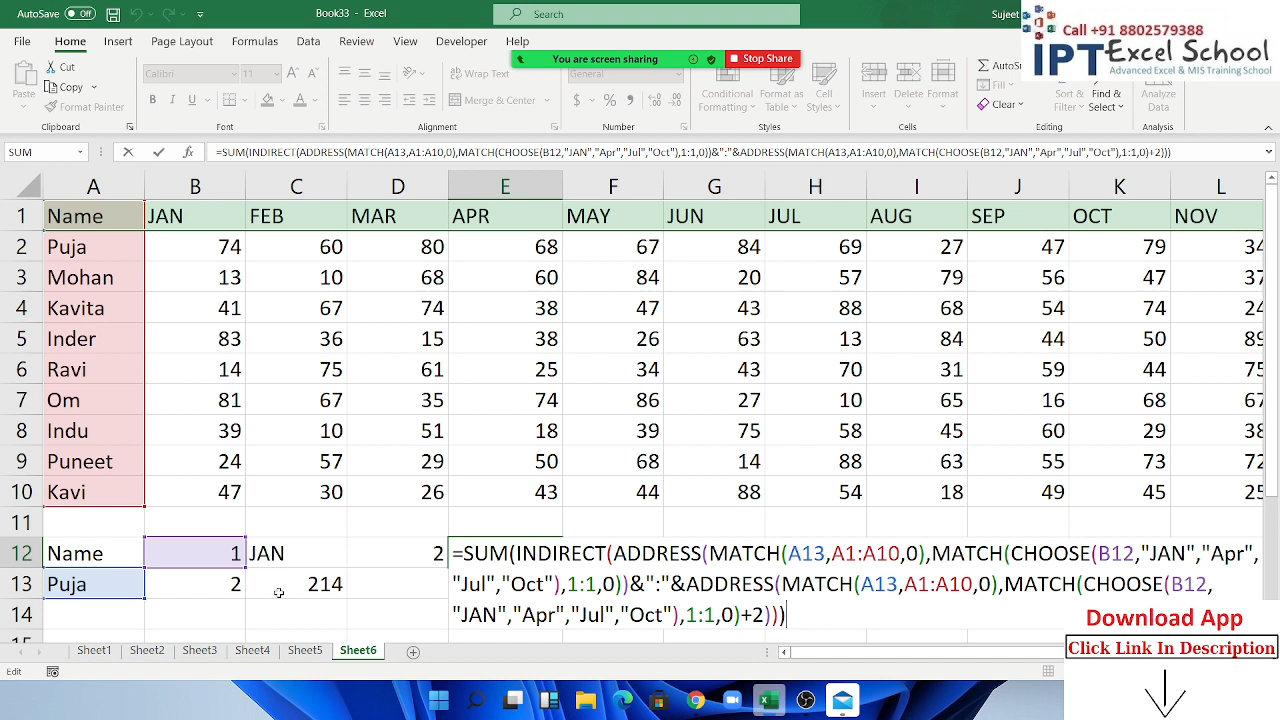 AutoSave Off Book33 - Excel Search Sujeet
Call +91 8802579388
IPT Excel School
Advanced Excel & MIS Training School
File Home Insert Page Layout Formulas Data View Developer Help
You are screen sharing Stop Share
Paste Cut Copy Format Painter
Calibri 11
B I U
Wrap Text
Merge & Center
$ % ,
Conditional Formatting Format as Table Cell Styles
Insert Delete Format
AutoS
Fill
Clear
Sort & Filter Find & Select
Analyze Data
Clipboard Font Alignment Number Styles Cells Editing Analysis
SUM =SUM(INDIRECT(ADDRESS(MATCH(A13,A1:A10,0),MATCH(CHOOSE(B12,"JAN","Apr","Jul","Oct"),1:1,0))&":"&ADDRESS(MATCH(A13,A1:A10,0),MATCH(CHOOSE(B12,"JAN","Apr","Jul","Oct"),1:1,0)+2)))
A B C D E F G H I J K L
1 Name JAN FEB MAR APR MAY JUN JUL AUG SEP OCT NOV
2 Puja 74 60 80 68 67 84 69 27 47 79 34
3 Mohan 13 10 68 60 84 20 57 79 56 47 37
4 Kavita 41 67 74 38 47 43 88 68 54 74 24
5 Inder 83 36 15 38 26 63 13 84 44 50 89
6 Ravi 14 75 61 25 34 43 70 31 59 44 75
7 Om 81 67 35 74 86 27 10 65 16 68 67
8 Indu 39 10 51 18 39 75 58 45 60 29 38
9 Puneet 24 57 29 50 68 14 88 63 55 73 72
10 Kavi 47 30 26 43 44 88 54 18 49 45 25
11
12 Name 1 JAN 2 =SUM(INDIRECT(ADDRESS(MATCH(A13,A1:A10,0),MATCH(CHOOSE(B12,"JAN","Apr",
13 Puja 2 214 "Jul","Oct"),1:1,0))&":"&ADDRESS(MATCH(A13,A1:A10,0),MATCH(CHOOSE(B12,
14 "JAN","Apr","Jul","Oct"),1:1,0)+2)))
Download App
Click Link In Description
Sheet1 Sheet2 Sheet3 Sheet4 Sheet5 Sheet6
Edit